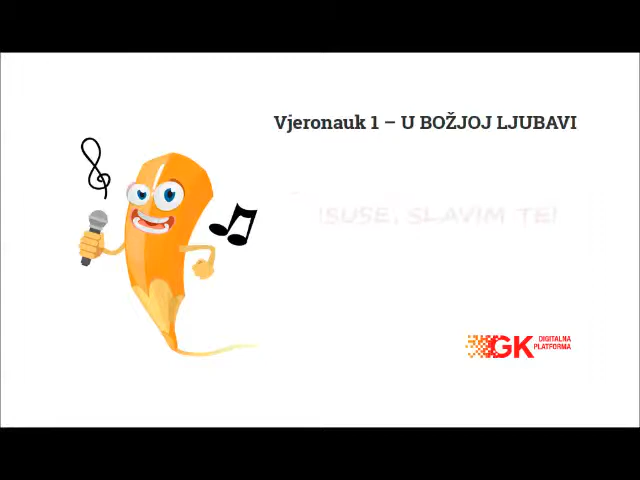 Vjeronauk 1 – U BOŽJOJ LJUBAVI
ISUSE, SLAVIM TE!
GK DIGITALNA
PLATFORMA